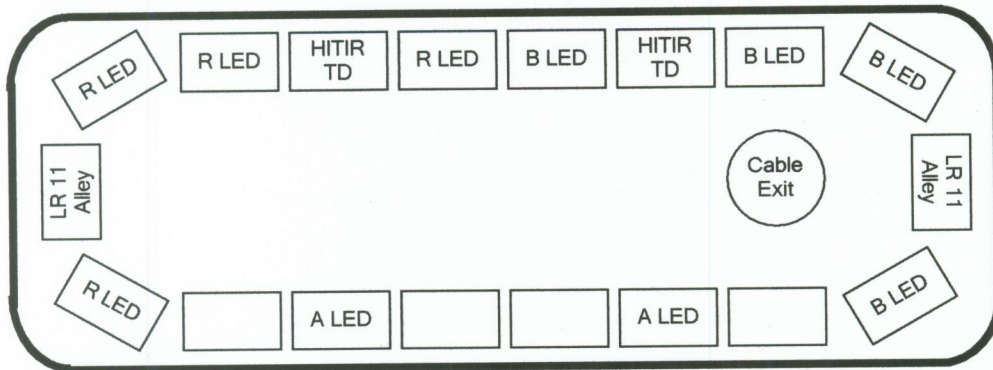 R LED
R LED
HITIR
TD
R LED
B LED
HITIR
TD
B LED
B LED
LR 11
Alley
Cable
Exit
LR 11
Alley
R LED
A LED
A LED
B LED